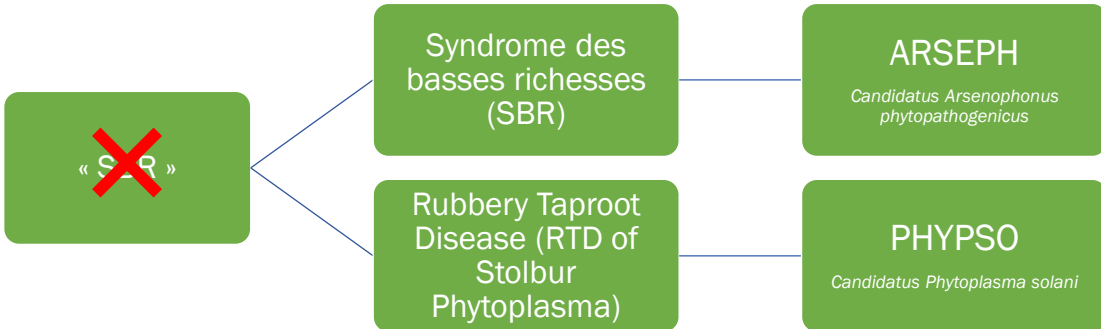 « SBR »
Syndrome des
basses richesses
(SBR)
ARSEPH
Candidatus Arsenophonus
phytopathogenicus
Rubbery Taproot
Disease (RTD of
Stolbur
Phytoplasma)
PHYPSO
Candidatus Phytoplasma solani